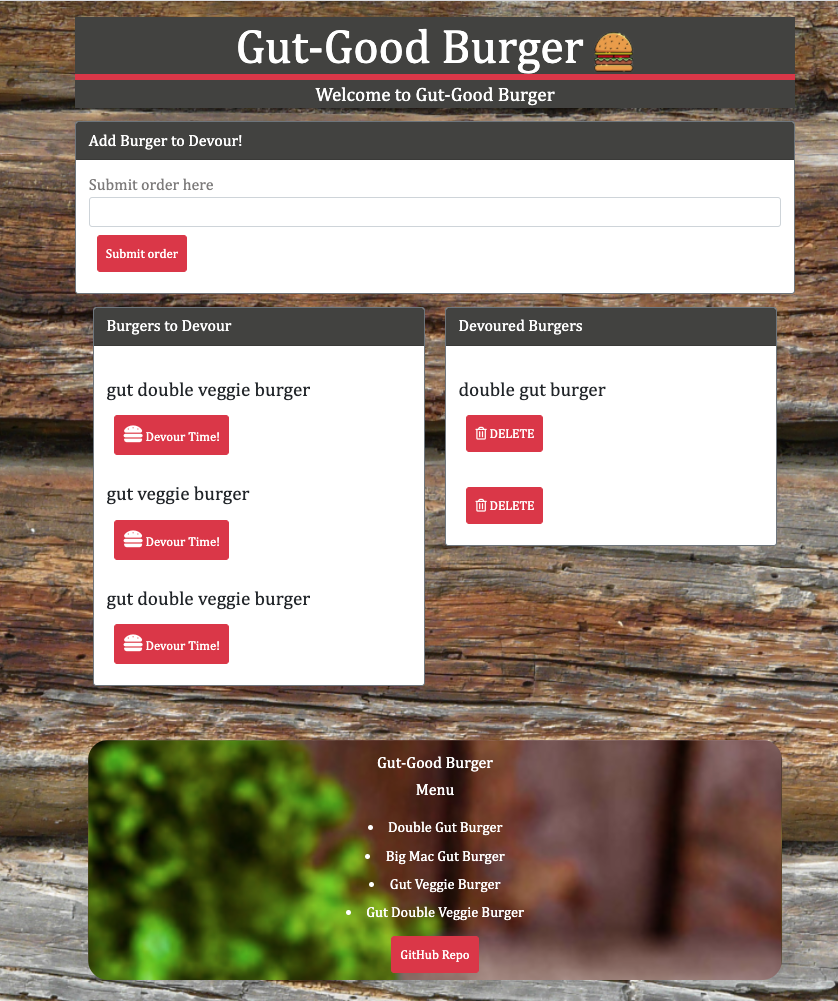 Gut-Good Burger 🍔
Welcome to Gut-Good Burger
Add Burger to Devour!
Submit order here
Submit order
Burgers to Devour
gut double veggie burger
Devour Time!
gut veggie burger
Devour Time!
gut double veggie burger
Devour Time!
Devoured Burgers
double gut burger
DELETE
DELETE
Gut-Good Burger
Menu
• Double Gut Burger
• Big Mac Gut Burger
• Gut Veggie Burger
• Gut Double Veggie Burger
GitHub Repo